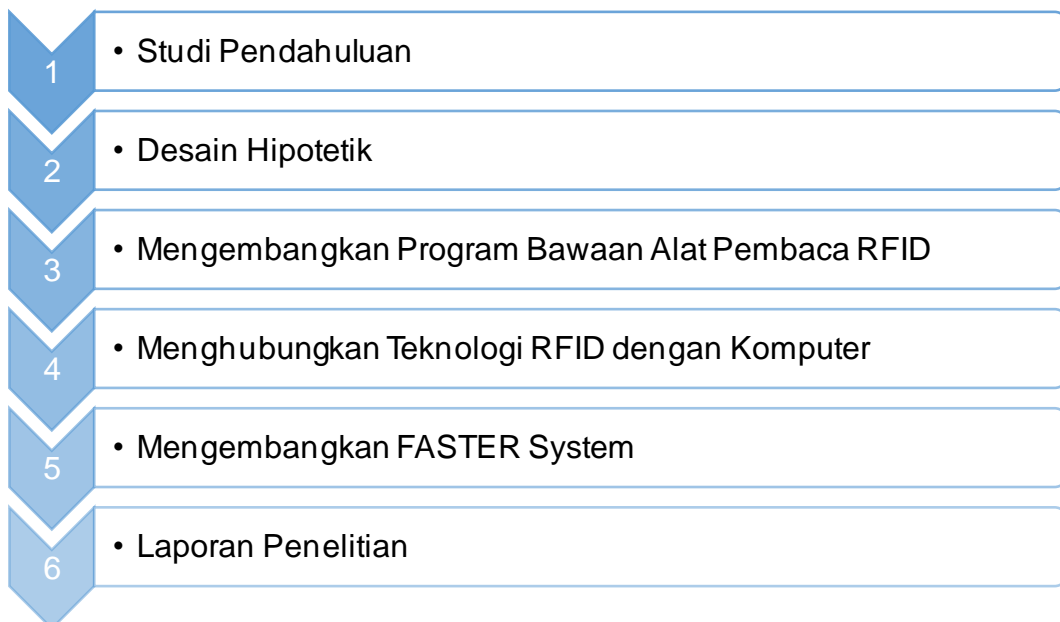 1
• Studi Pendahuluan
2
• Desain Hipotetik
3
• Mengembangkan Program Bawaan Alat Pembaca RFID
4
• Menghubungkan Teknologi RFID dengan Komputer
5
• Mengembangkan FASTER System
6
• Laporan Penelitian